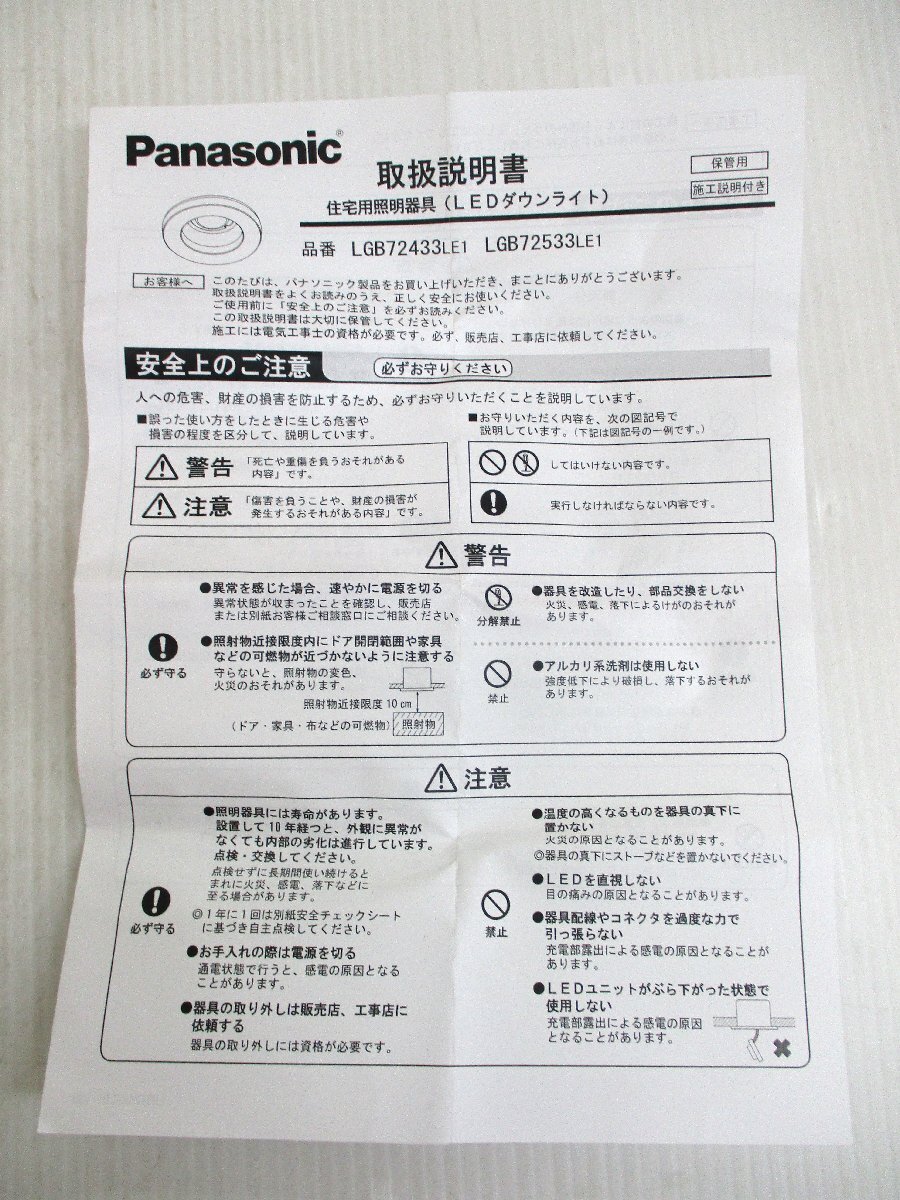 Panasonic®
取扱説明書
保管用
施工説明付き
住宅用照明器具（LEDダウンライト）
品番 LGB72433LE1 LGB72533LE1
お客様へ
このたびは、パナソニック製品をお買い上げいただき、まことにありがとうございます。
取扱説明書をよくお読みのうえ、正しく安全にお使いください。
ご使用前に「安全上のご注意」を必ずお読みください。
この取扱説明書は大切に保管してください。
施工には電気工事士の資格が必要です。必ず、販売店、工事店に依頼してください。
安全上のご注意
必ずお守りください
人への危害、財産の損害を防止するため、必ずお守りいただくことを説明しています。
■誤った使い方をしたときに生じる危害や
損害の程度を区分して、説明しています。
警告
「死亡や重傷を負うおそれがある
内容」です。
注意
「傷害を負うことや、財産の損害が
発生するおそれがある内容」です。
■お守りいただく内容を、次の図記号で
説明しています。（下記は図記号の一例です。）
してはいけない内容です。
実行しなければならない内容です。
警告
必ず守る
●異常を感じた場合、速やかに電源を切る
異常状態が収まったことを確認し、販売店
または別紙お客様ご相談窓口にご相談ください。
●照射物近接限度内にドア開閉範囲や家具
などの可燃物が近づかないように注意する
守らないと、照射物の変色、
火災のおそれがあります。
照射物近接限度 10cm
（ドア・家具・布などの可燃物）
照射物
分解禁止
●器具を改造したり、部品交換をしない
火災、感電、落下によるけがのおそれが
あります。
禁止
●アルカリ系洗剤は使用しない
強度低下により破損し、落下するおそれが
あります。
注意
必ず守る
●照明器具には寿命があります。
設置して10年経つと、外観に異常が
なくても内部の劣化は進行しています。
点検・交換してください。
点検せずに長期間使い続けると
まれに火災、感電、落下などに
至る場合があります。
◎1年に1回は別紙安全チェックシート
に基づき自主点検してください。
●お手入れの際は電源を切る
通電状態で行うと、感電の原因となる
ことがあります。
●器具の取り外しは販売店、工事店に
依頼する
器具の取り外しには資格が必要です。
禁止
●温度の高くなるものを器具の真下に
置かない
火災の原因となることがあります。
◎器具の真下にストーブなどを置かないでください。
●LEDを直視しない
目の痛みの原因となることがあります。
●器具配線やコネクタを過度な力で
引っ張らない
充電部露出による感電の原因となることが
あります。
●LEDユニットがぶら下がった状態で
使用しない
充電部露出による感電の原因
となることがあります。